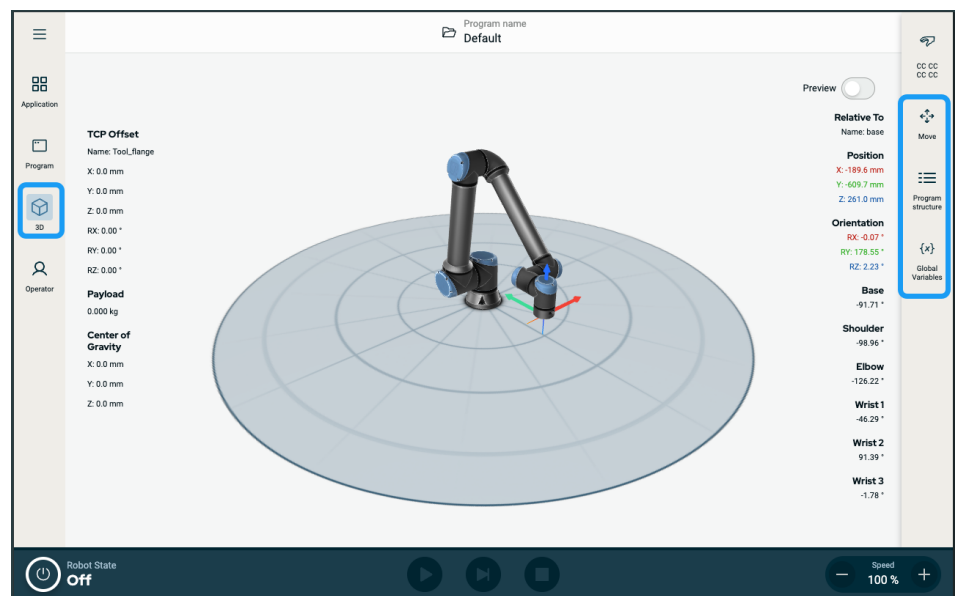 Program name
Default
Application
Program
3D
Operator
TCP Offset
Name: Tool_flange
X: 0.0 mm
Y: 0.0 mm
Z: 0.0 mm
RX: 0.00 °
RY: 0.00 °
RZ: 0.00 °
Payload
0.000 kg
Center of
Gravity
X: 0.0 mm
Y: 0.0 mm
Z: 0.0 mm
Preview
Relative To
Name: base
Position
X: -189.6 mm
Y: -609.7 mm
Z: 261.0 mm
Orientation
RX: -0.07 °
RY: 178.55 °
RZ: 2.23 °
Base
-91.71 °
Shoulder
-98.96 °
Elbow
-126.22 °
Wrist 1
-46.29 °
Wrist 2
91.39 °
Wrist 3
-1.78 °
CC CC
CC CC
Move
Program
structure
{x}
Global
Variables
Robot State
Off
Speed
100 %